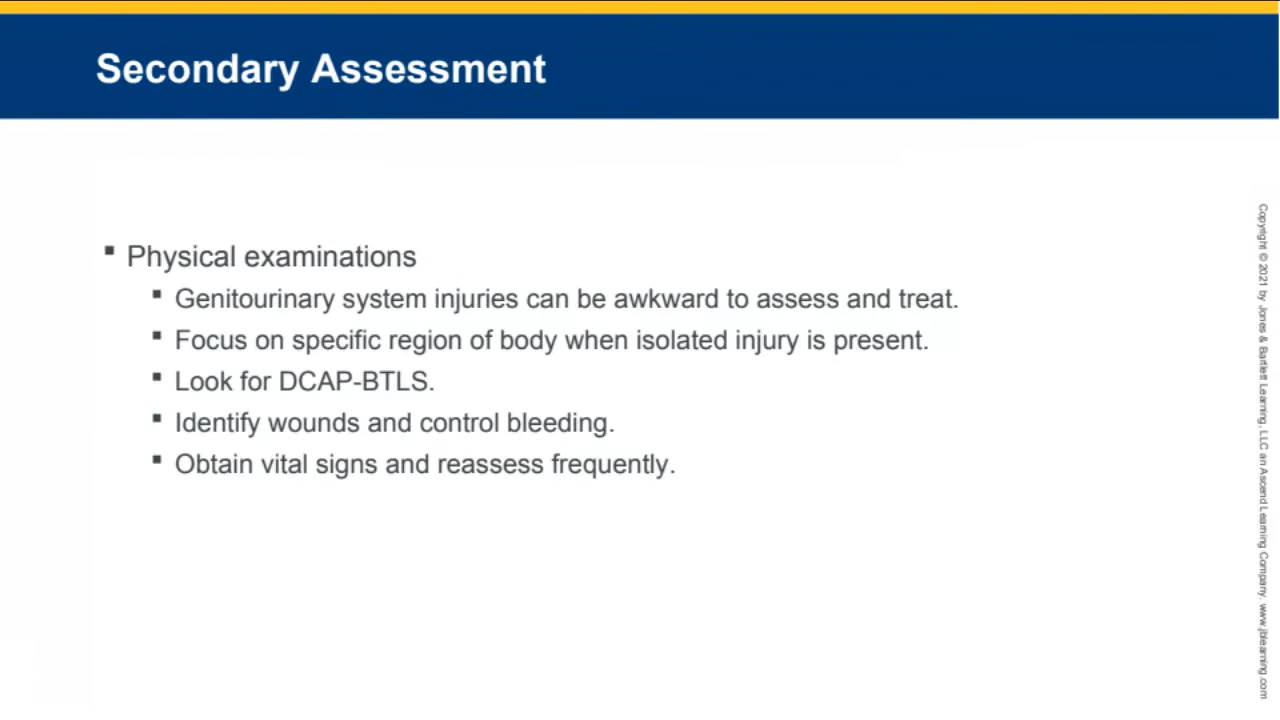 Secondary Assessment
▪ Physical examinations
▪ Genitourinary system injuries can be awkward to assess and treat.
▪ Focus on specific region of body when isolated injury is present.
▪ Look for DCAP-BTLS.
▪ Identify wounds and control bleeding.
▪ Obtain vital signs and reassess frequently.
Copyright © 2021 by Jones & Bartlett Learning, LLC an Ascend Learning Company. www.jblearning.com